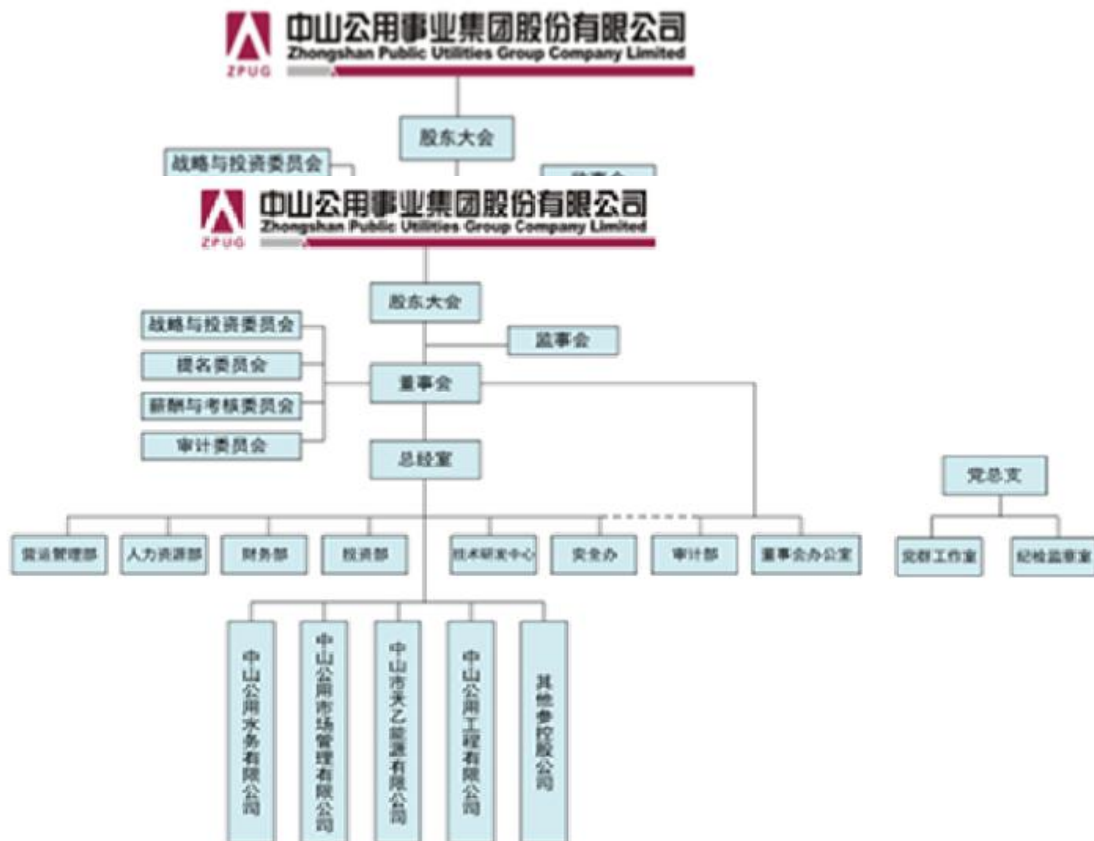 中山公用事业集团股份有限公司
Zhongshan Public Utilities Group Company Limited
ZPUG
股东大会
战略与投资委员会
监事会
中山公用事业集团股份有限公司
Zhongshan Public Utilities Group Company Limited
ZPUG
股东大会
战略与投资委员会
监事会
提名委员会
董事会
薪酬与考核委员会
审计委员会
总经室
党总支
营运管理部
人力资源部
财务部
投资部
技术研发中心
安全办
审计部
董事会办公室
党群工作室
纪检监察室
中山公用水务有限公司
中山公用市场管理有限公司
中山市天乙能源有限公司
中山公用工程有限公司
其他参控股公司